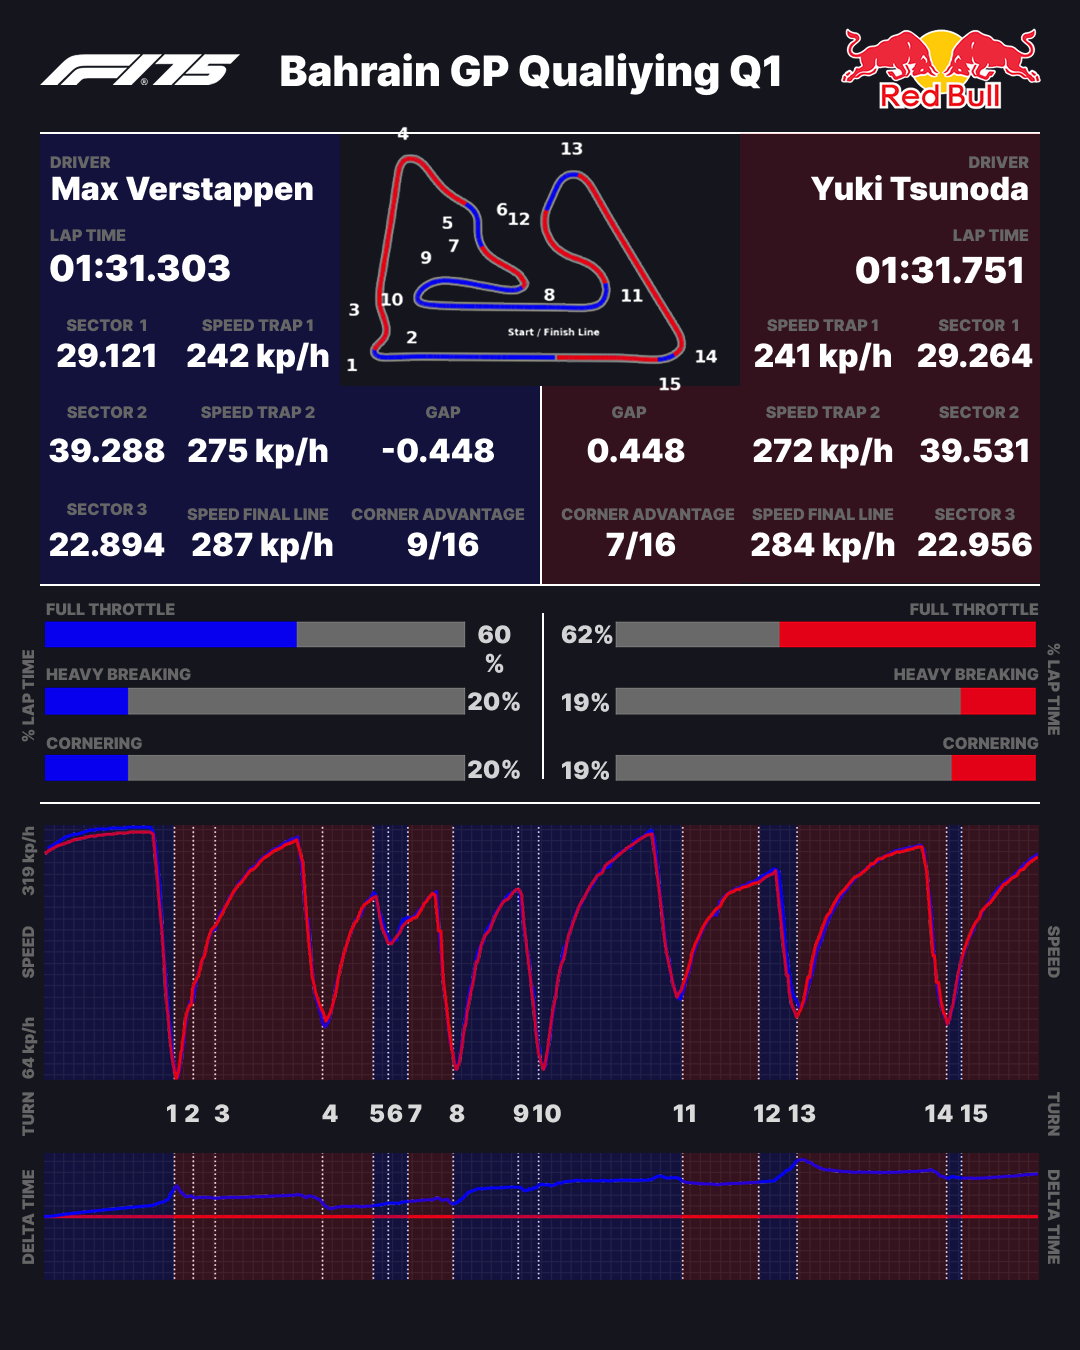 F1 75 ®
Bahrain GP Qualiying Q1
Red Bull
DRIVER
Max Verstappen
LAP TIME
01:31.303
SECTOR 1
29.121
SPEED TRAP 1
242 kp/h
SECTOR 2
39.288
SPEED TRAP 2
275 kp/h
GAP
-0.448
SECTOR 3
22.894
SPEED FINAL LINE
287 kp/h
CORNER ADVANTAGE
9/16
4
13
6
12
5
7
9
8
10
11
3
2
Start / Finish Line
1
14
15
DRIVER
Yuki Tsunoda
LAP TIME
01:31.751
SPEED TRAP 1
241 kp/h
SECTOR 1
29.264
GAP
0.448
SPEED TRAP 2
272 kp/h
SECTOR 2
39.531
CORNER ADVANTAGE
7/16
SPEED FINAL LINE
284 kp/h
SECTOR 3
22.956
% LAP TIME
FULL THROTTLE
60
%
HEAVY BREAKING
20%
CORNERING
20%
FULL THROTTLE
62%
HEAVY BREAKING
19%
CORNERING
19%
% LAP TIME
319 kp/h
SPEED
64 kp/h
SPEED
TURN
1 2 3 4 5 6 7 8 9 10 11 12 13 14 15
TURN
DELTA TIME
DELTA TIME